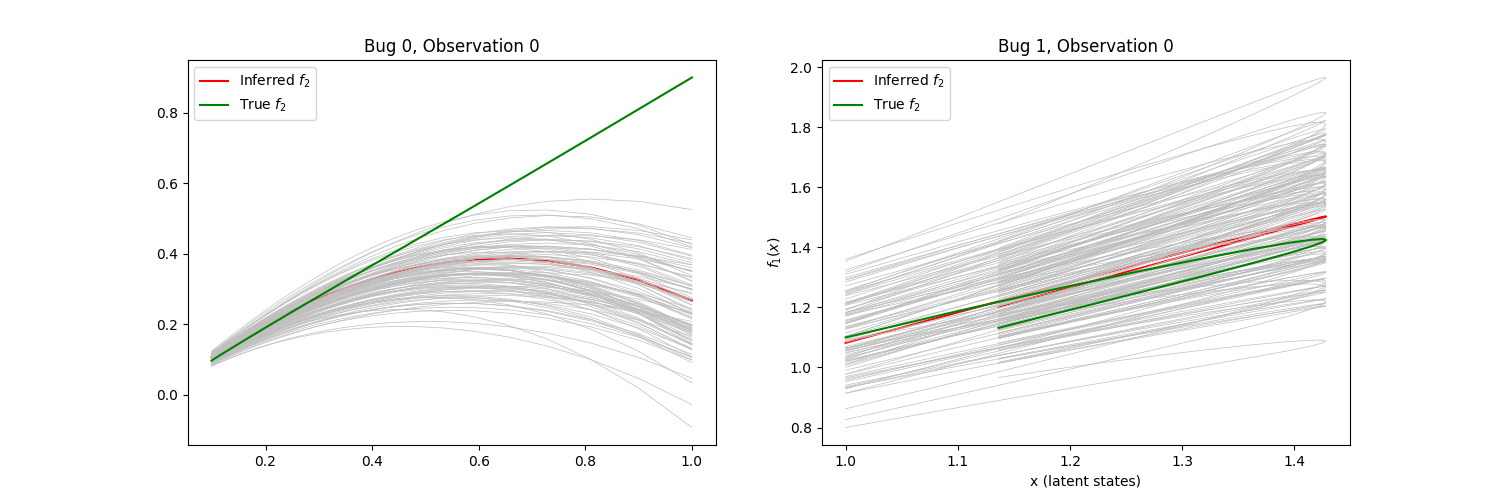 Bug 0, Observation 0
Inferred f₂
True f₂
0.8
0.6
0.4
0.2
0.0
0.2 0.4 0.6 0.8 1.0
Bug 1, Observation 0
Inferred f₂
True f₂
2.0
1.8
1.6
1.4
1.2
1.0
0.8
f₁(x)
1.0 1.1 1.2 1.3 1.4
x (latent states)